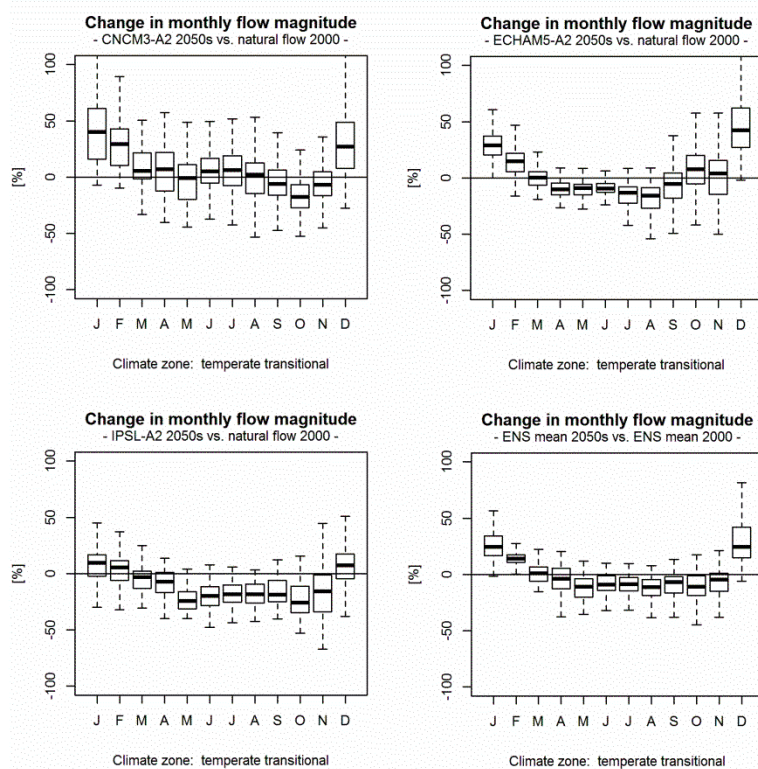 Change in monthly flow magnitude
- CNCM3-A2 2050s vs. natural flow 2000 -
[%]
100
50
0
-50
-100
J F M A M J J A S O N D
Climate zone: temperate transitional
Change in monthly flow magnitude
- ECHAM5-A2 2050s vs. natural flow 2000 -
[%]
100
50
0
-50
-100
J F M A M J J A S O N D
Climate zone: temperate transitional
Change in monthly flow magnitude
- IPSL-A2 2050s vs. natural flow 2000 -
[%]
100
50
0
-50
-100
J F M A M J J A S O N D
Climate zone: temperate transitional
Change in monthly flow magnitude
- ENS mean 2050s vs. ENS mean 2000 -
[%]
100
50
0
-50
-100
J F M A M J J A S O N D
Climate zone: temperate transitional